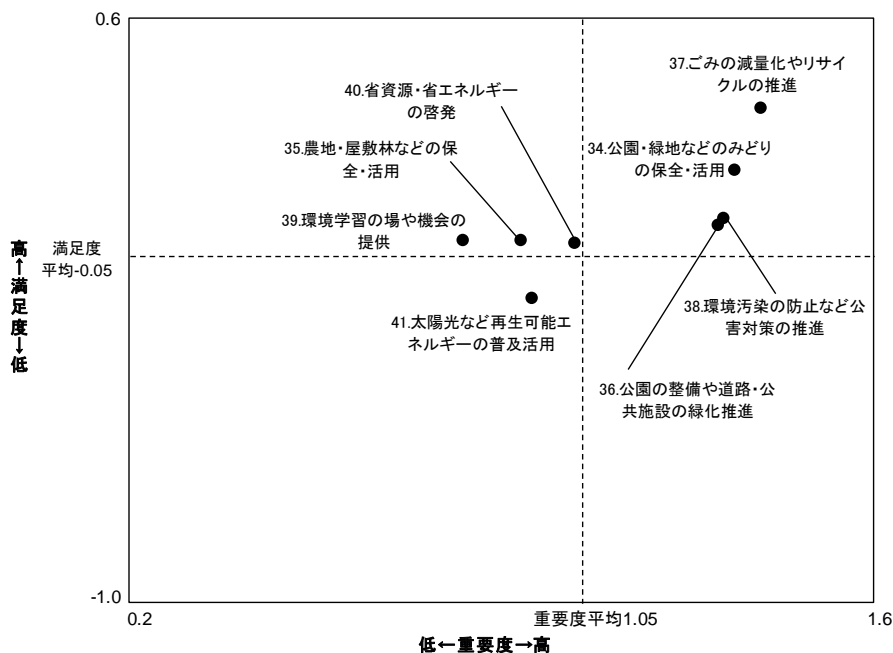 0.6
37.ごみの減量化やリサイ
クルの推進
40.省資源・省エネルギー
の啓発
35.農地・屋敷林などの保
全・活用
34.公園・緑地などのみどり
の保全・活用
39.環境学習の場や機会の
提供
高←満足度→低
満足度
平均-0.05
38.環境汚染の防止など公
害対策の推進
41.太陽光など再生可能エ
ネルギーの普及活用
36.公園の整備や道路・公
共施設の緑化推進
-1.0
0.2
重要度平均1.05
1.6
低←重要度→高